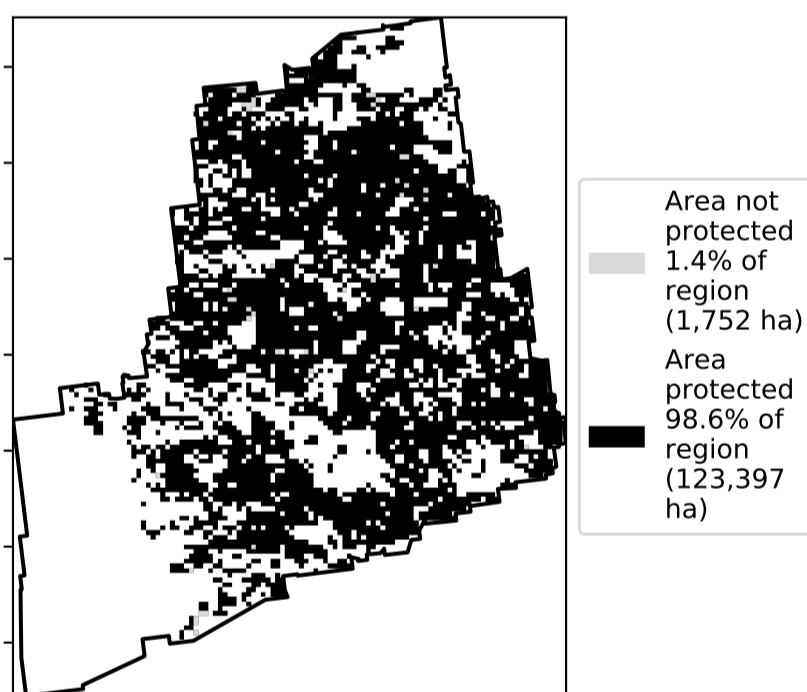 Area not
protected
1.4% of
region
(1,752 ha)
Area
protected
98.6% of
region
(123,397
ha)